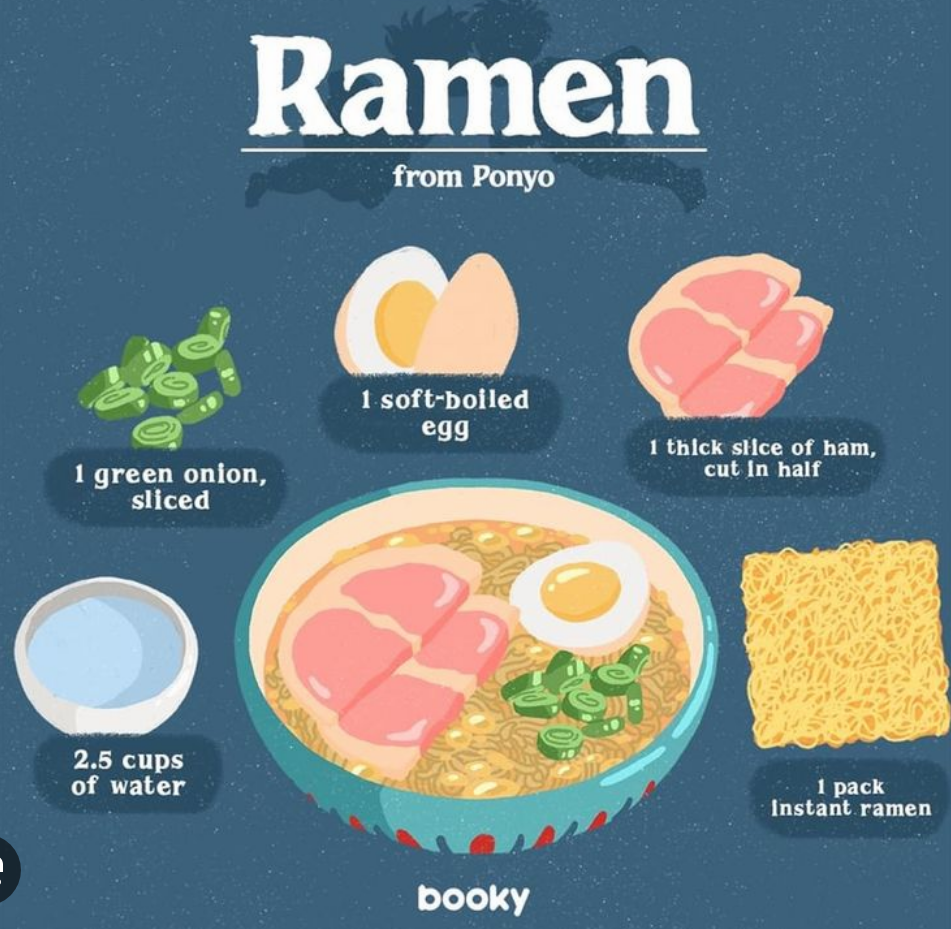 Ramen
from Ponyo
1 soft-boiled
egg
1 thick slice of ham,
cut in half
1 green onion,
sliced
2.5 cups
of water
1 pack
instant ramen
booky